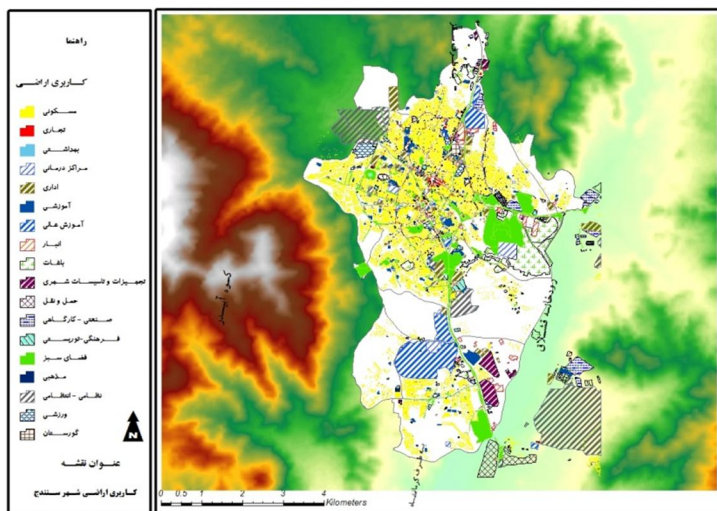 راهنما
کاربری اراضی
مسکونی
تجاری
بهداشتی
مراکز درمانی
اداری
آموزشی
آموزش عالی
انبار
باغات
تجهیزات و تاسیسات شهری
حمل و نقل
صنعتی - کارگاهی
فرهنگی-توریستی
فضای سبز
مذهبی
نظامی - انتظامی
ورزشی
گورستان
N
عنوان نقشه
کاربری اراضی شهر سنندج
کوه آبیدر
رودخانه قشلاق
0 0.5 1 2 3 4
Kilometers